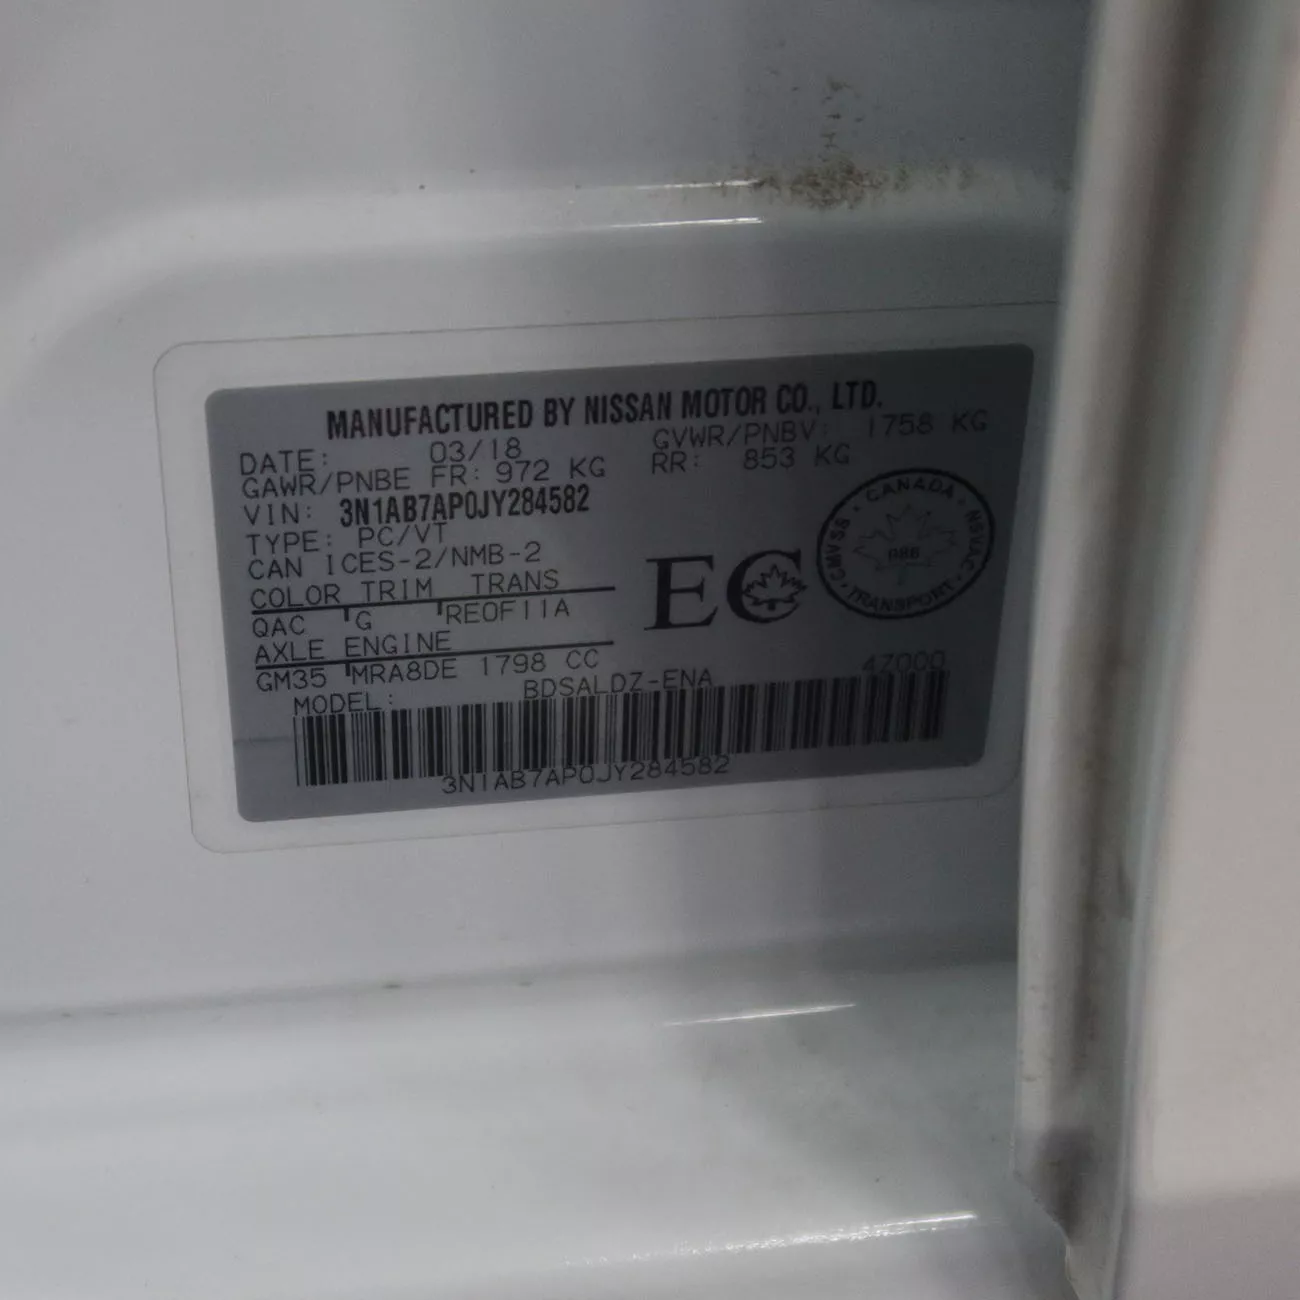 MANUFACTURED BY NISSAN MOTOR CO., LTD.
DATE: 03/18 GVWR/PNBV: 1758 KG
GAWR/PNBE FR: 972 KG RR: 853 KG
VIN: 3N1AB7AP0JY284582
TYPE: PC/VT
CAN ICES-2/NMB-2
COLOR TRIM TRANS
QAC G RE0F11A
AXLE ENGINE
GM35 MRA8DE 1798 CC
MODEL: BDSALDZ-ENA 4Z000
3N1AB7AP0JY284582
EC
CANADA
CMVSS NSVAC
TRANSPORT